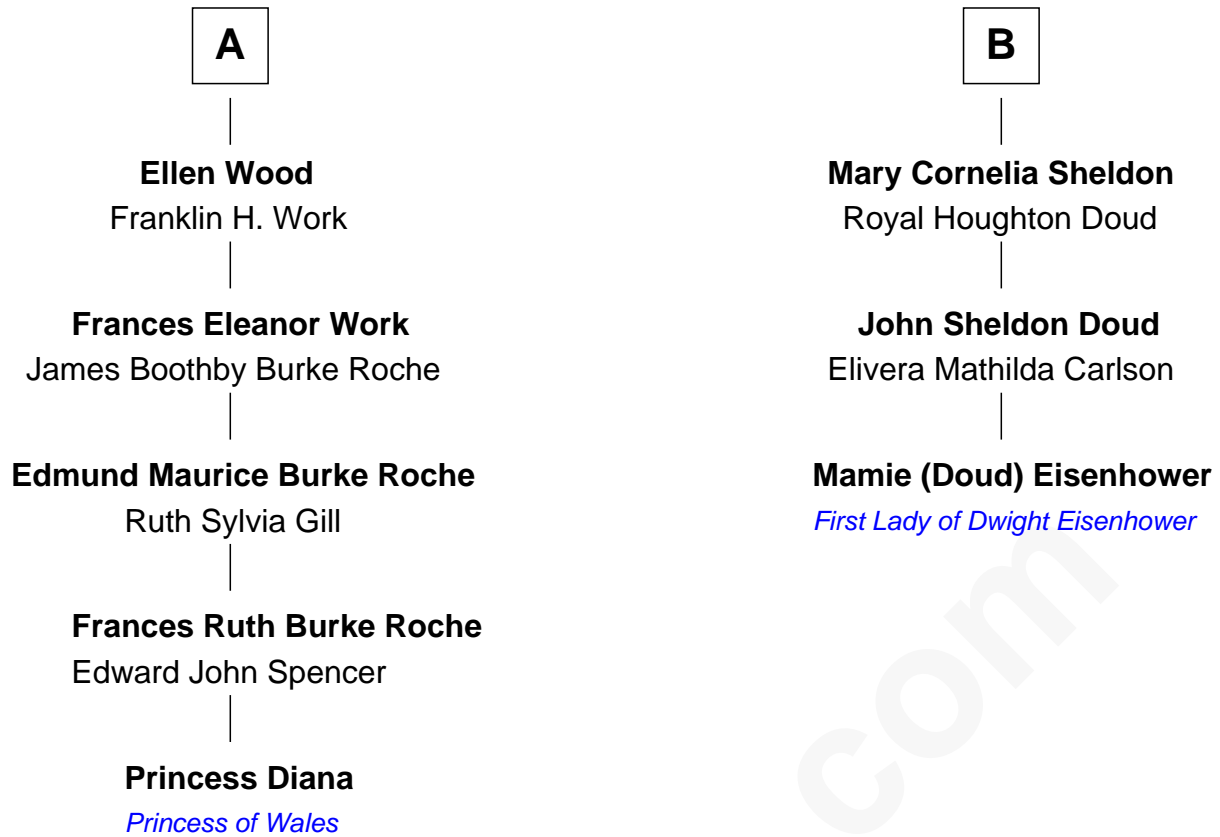 A
Ellen Wood
Franklin H. Work
Frances Eleanor Work
James Boothby Burke Roche
Edmund Maurice Burke Roche
Ruth Sylvia Gill
Frances Ruth Burke Roche
Edward John Spencer
Princess Diana
Princess of Wales
B
Mary Cornelia Sheldon
Royal Houghton Doud
John Sheldon Doud
Elivera Mathilda Carlson
Mamie (Doud) Eisenhower
First Lady of Dwight Eisenhower
com